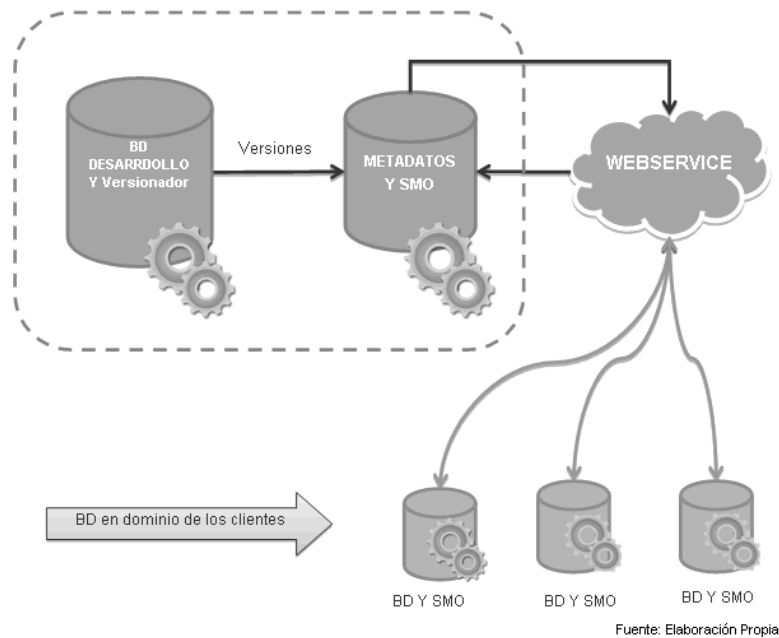 BD
DESARRDOLLO
Y Versionador
Versiones
METADATOS
Y SMO
WEBSERVICE
BD en dominio de los clientes
BD Y SMO
BD Y SMO
BD Y SMO
Fuente: Elaboración Propia